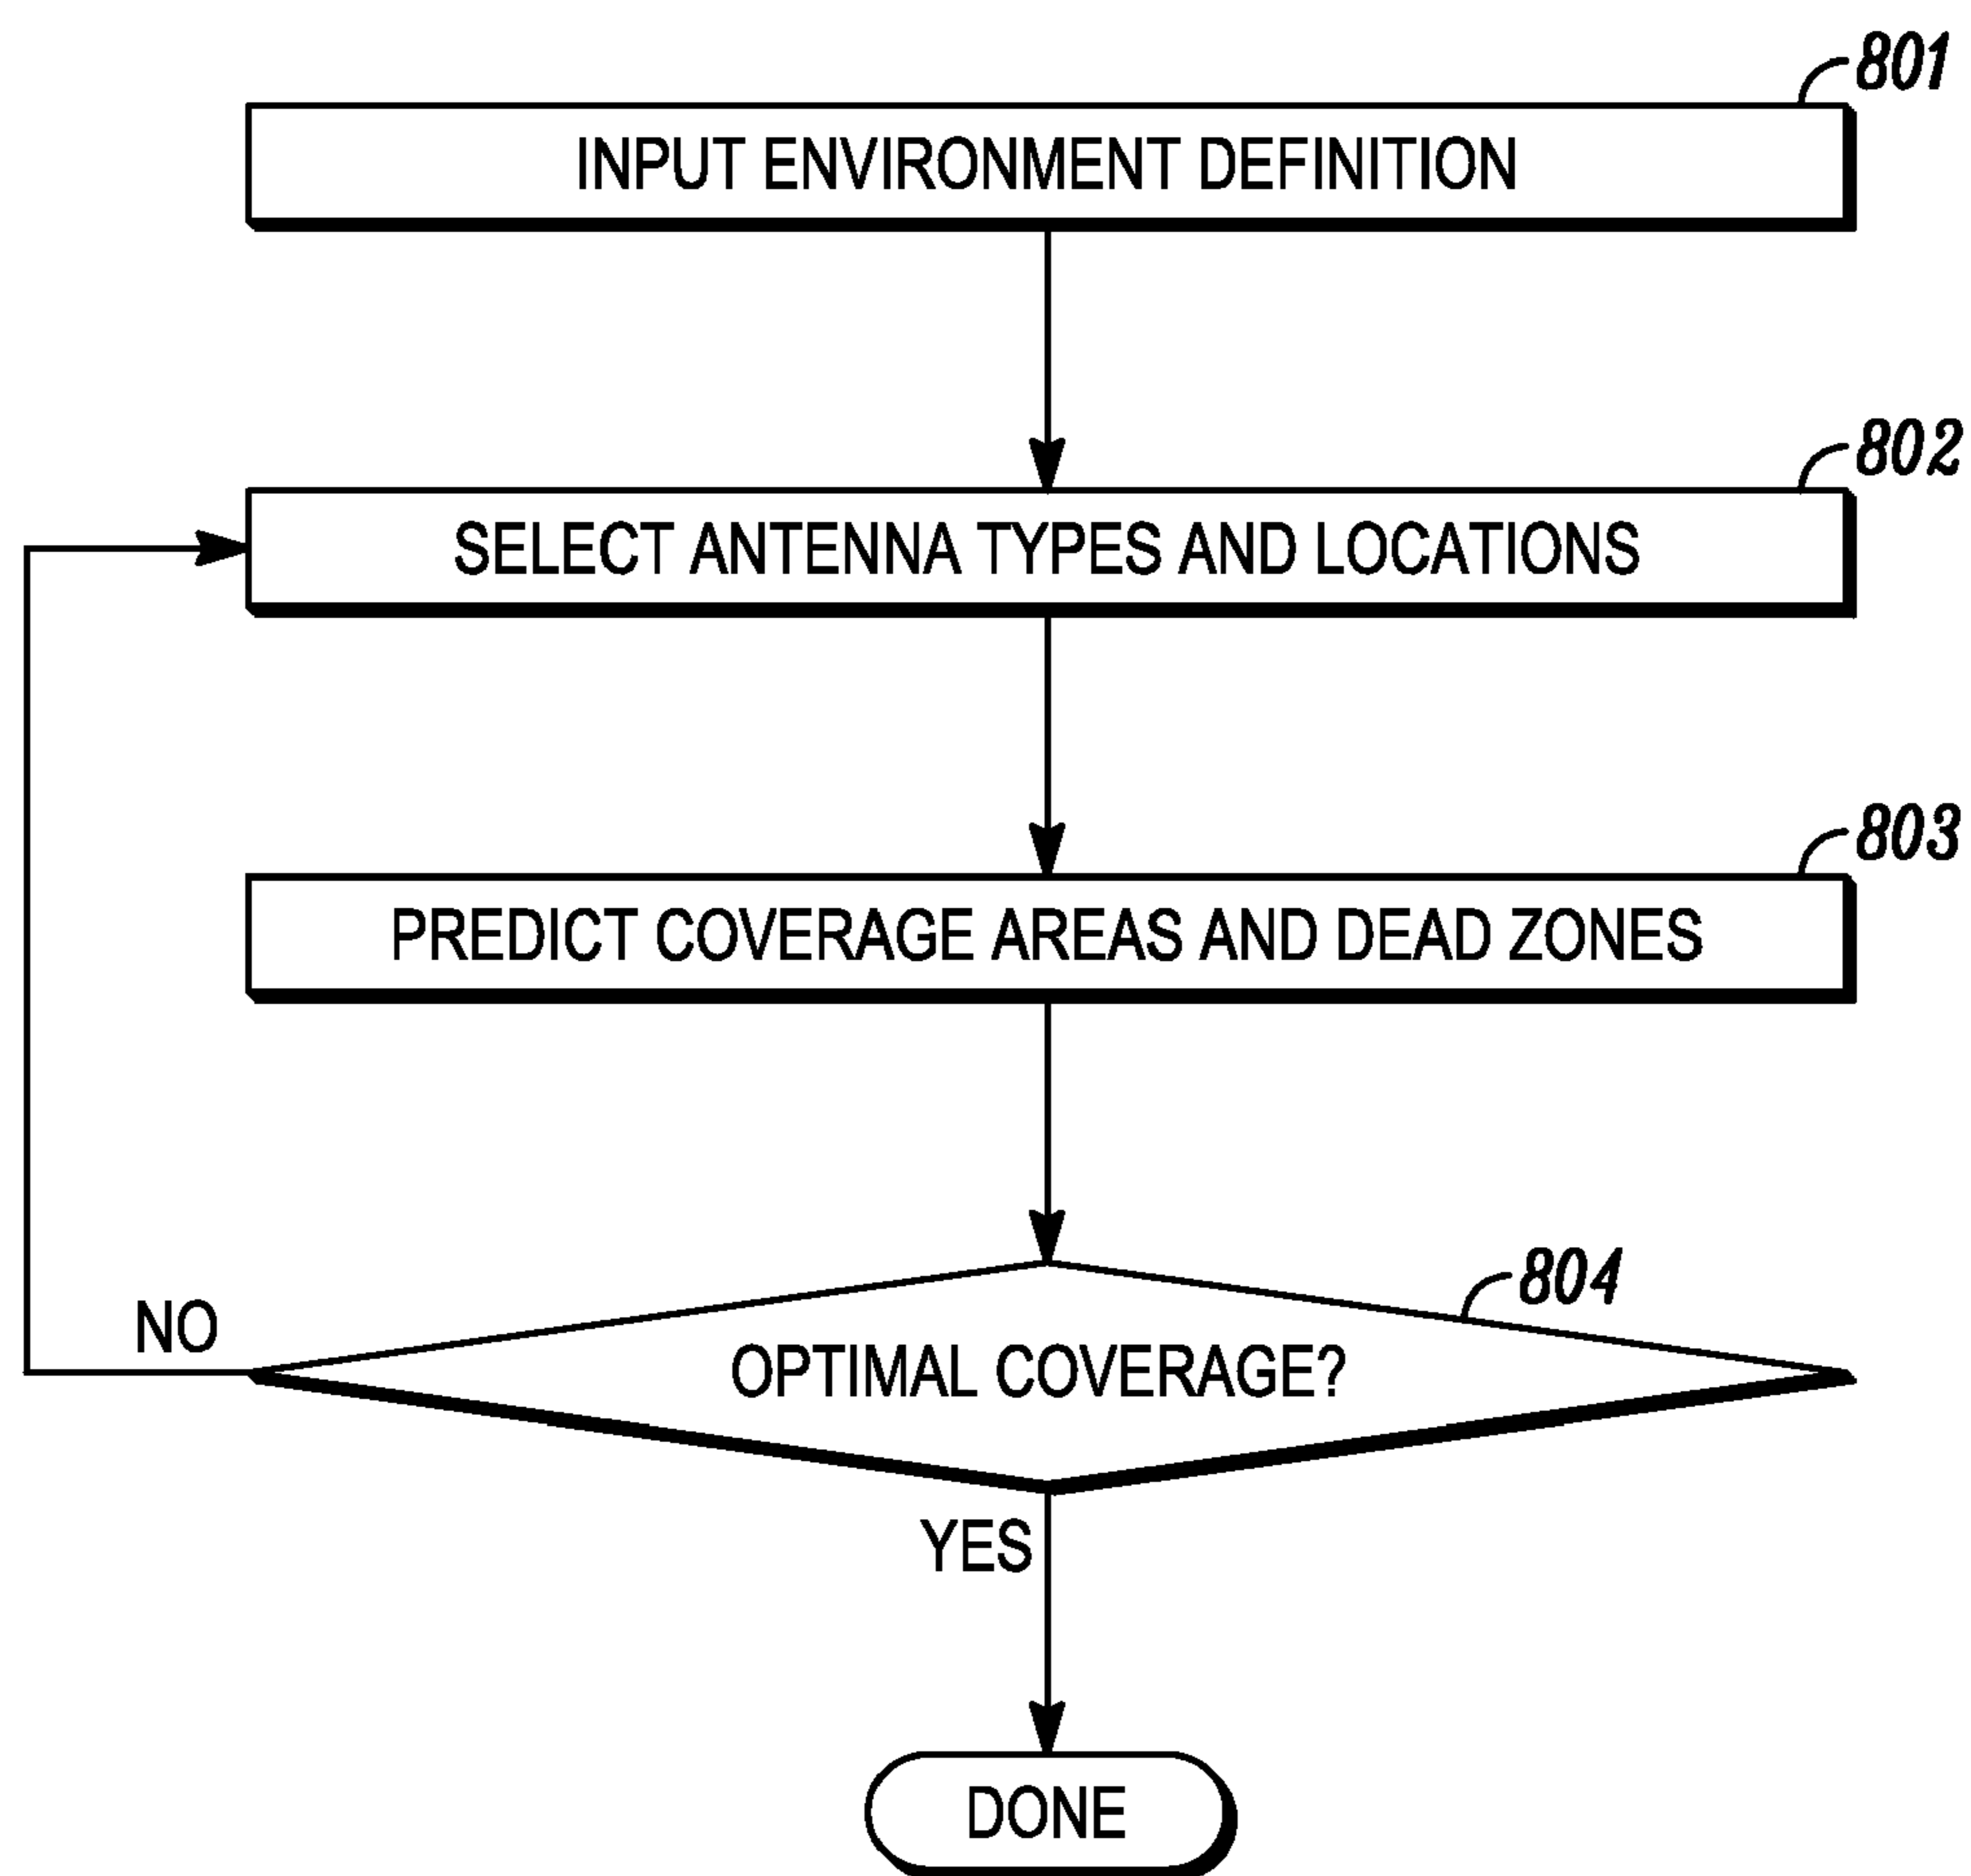 801
INPUT ENVIRONMENT DEFINITION
802
SELECT ANTENNA TYPES AND LOCATIONS
803
PREDICT COVERAGE AREAS AND DEAD ZONES
804
NO
OPTIMAL COVERAGE?
YES
DONE